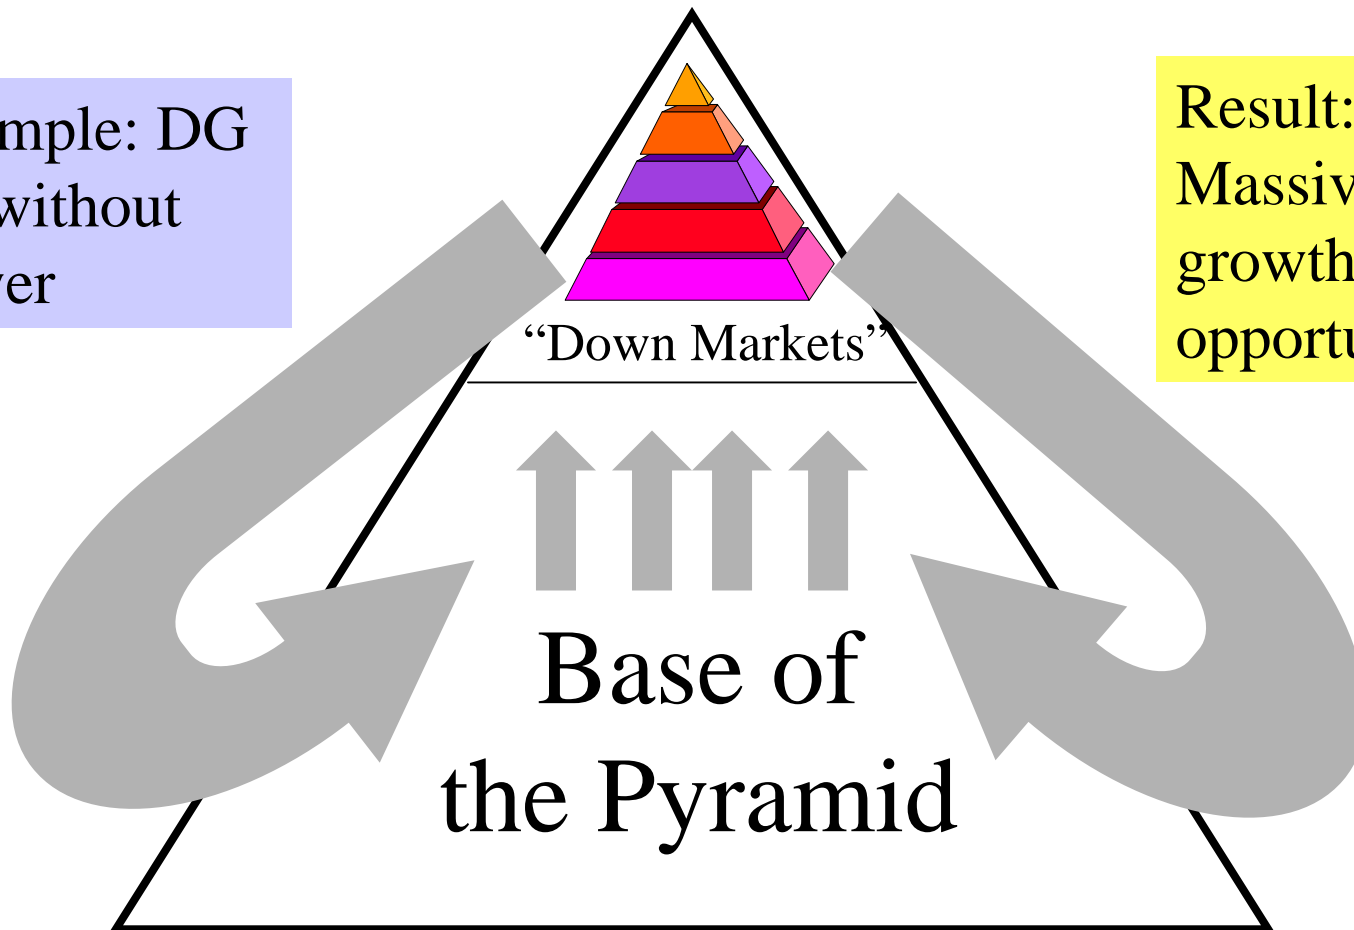 mple: DG
without
er
Result:
Massiv
growth
opportu
“Down Markets”
Base of
the Pyramid